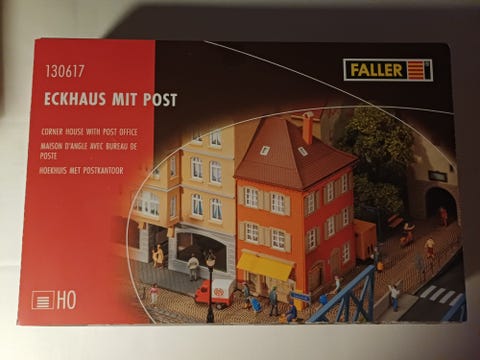 130617
FALLER
ECKHAUS MIT POST
CORNER HOUSE WITH POST OFFICE
MAISON D'ANGLE AVEC BUREAU DE
POSTE
HOEKHUIS MET POSTKANTOOR
HO